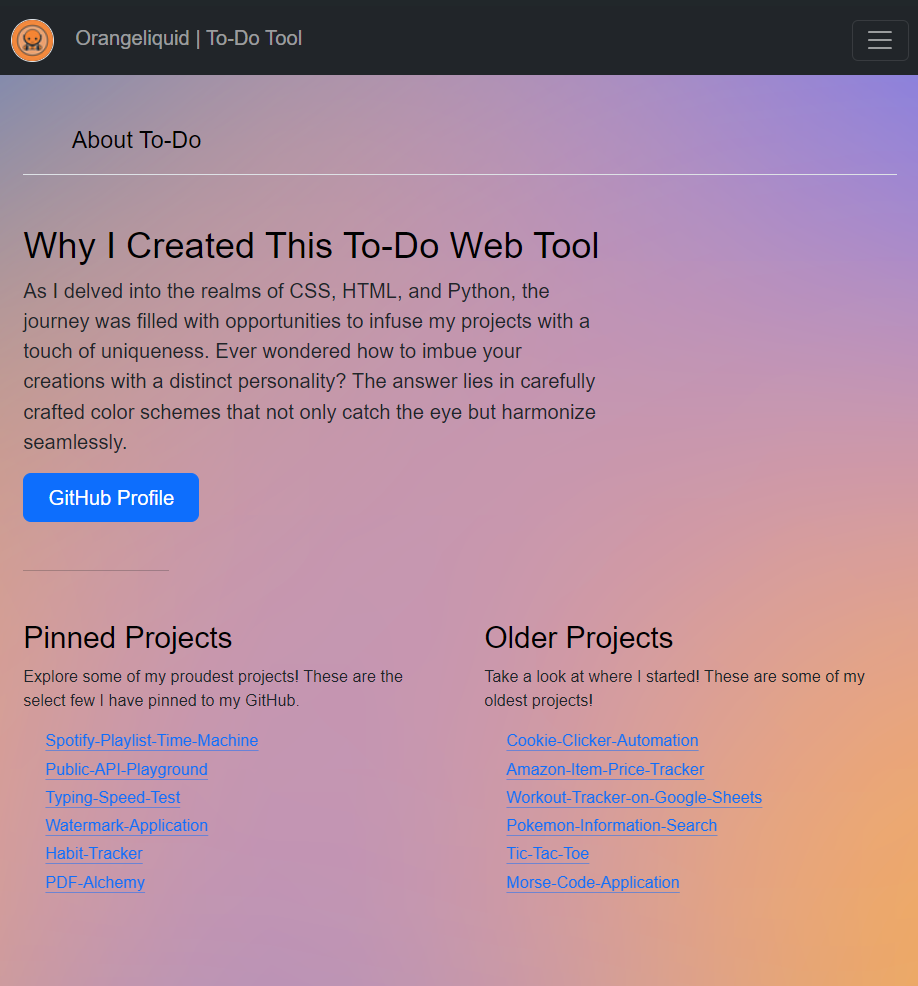 Orangeliquid | To-Do Tool
About To-Do
Why I Created This To-Do Web Tool
As I delved into the realms of CSS, HTML, and Python, the
journey was filled with opportunities to infuse my projects with a
touch of uniqueness. Ever wondered how to imbue your
creations with a distinct personality? The answer lies in carefully
crafted color schemes that not only catch the eye but harmonize
seamlessly.
GitHub Profile
Pinned Projects
Explore some of my proudest projects! These are the
select few I have pinned to my GitHub.
Spotify-Playlist-Time-Machine
Public-API-Playground
Typing-Speed-Test
Watermark-Application
Habit-Tracker
PDF-Alchemy
Older Projects
Take a look at where I started! These are some of my
oldest projects!
Cookie-Clicker-Automation
Amazon-Item-Price-Tracker
Workout-Tracker-on-Google-Sheets
Pokemon-Information-Search
Tic-Tac-Toe
Morse-Code-Application